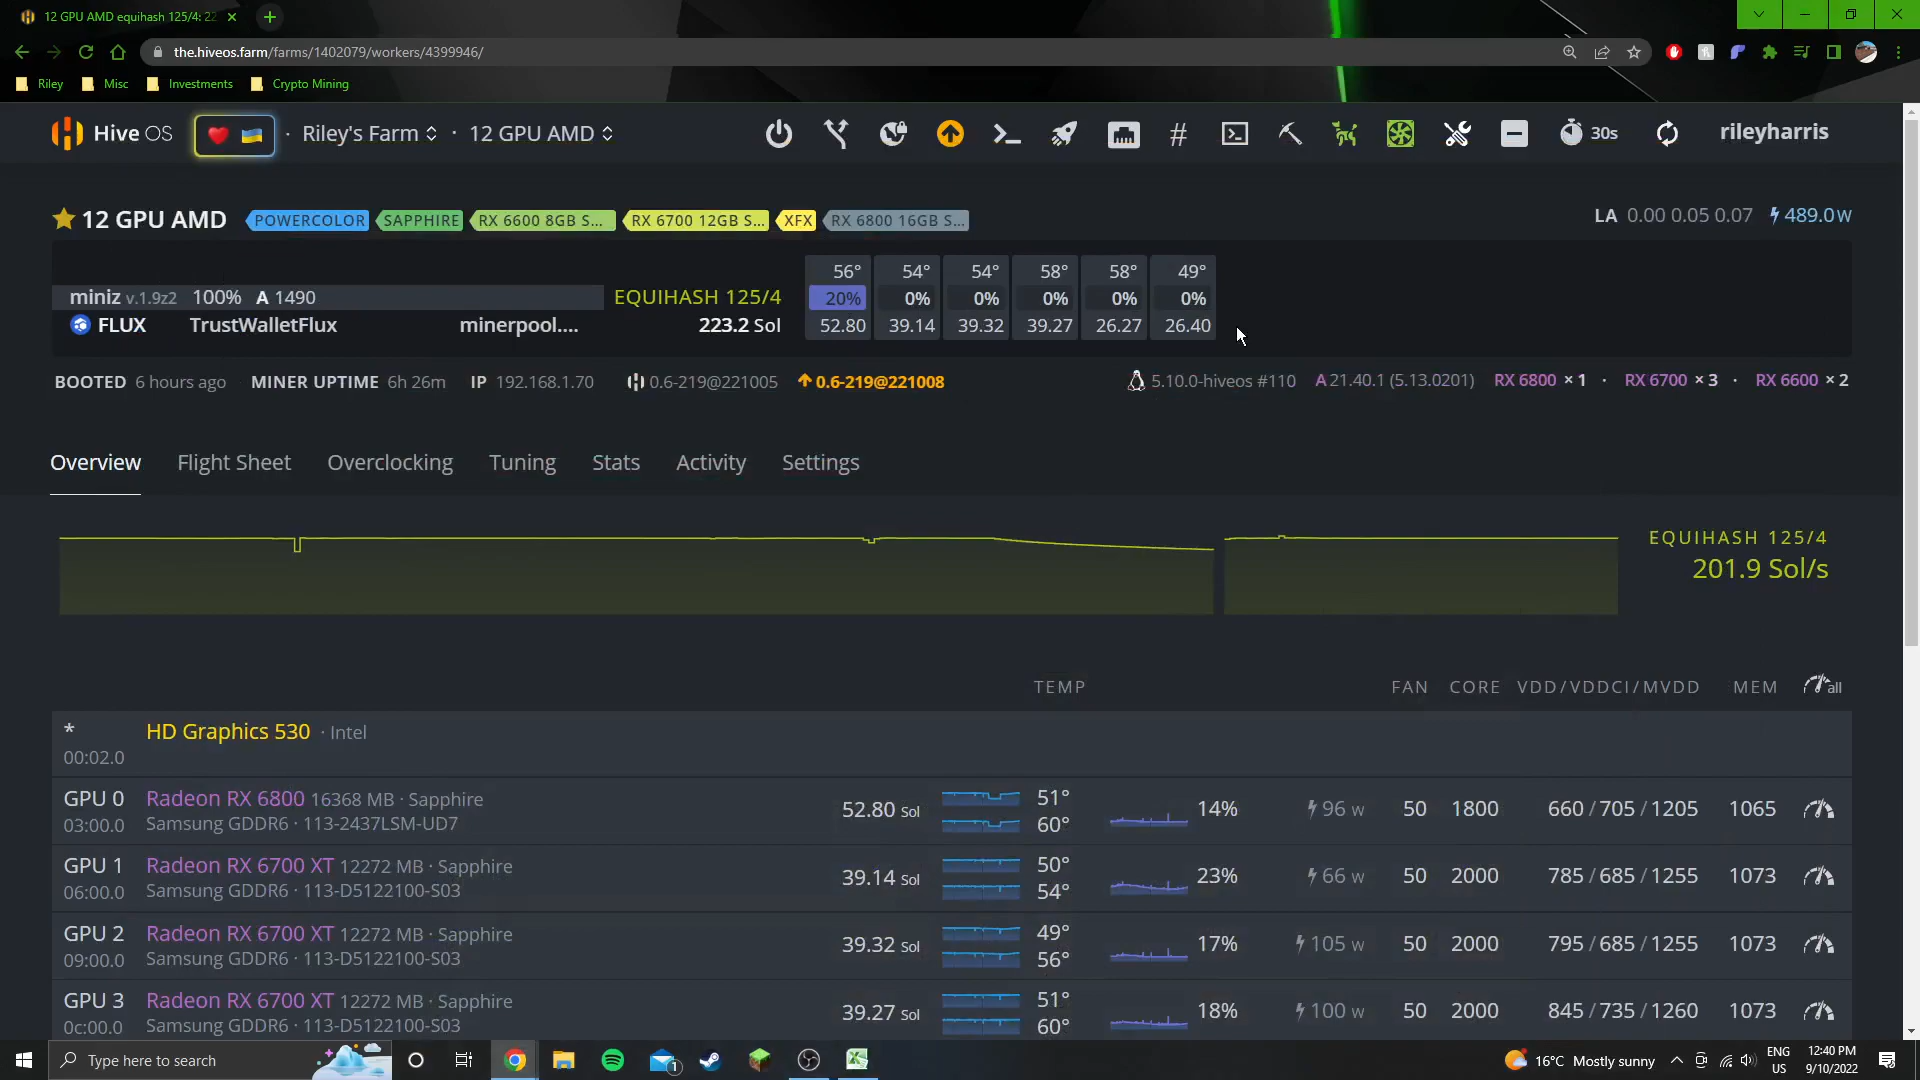 12 GPU AMD equihash 125/4: 22
the.hiveos.farm/farms/1402079/workers/4399946/
Riley Misc Investments Crypto Mining
Hive OS · Riley's Farm · 12 GPU AMD 30s rileyharris
12 GPU AMD POWERCOLOR SAPPHIRE RX 6600 8GB S... RX 6700 12GB S... XFX RX 6800 16GB S... LA 0.00 0.05 0.07 489.0W
56° 54° 54° 58° 58° 49°
miniz v.1.9z2 100% A 1490 EQUIHASH 125/4 20% 0% 0% 0% 0% 0%
FLUX TrustWalletFlux minerpool.... 223.2 Sol 52.80 39.14 39.32 39.27 26.27 26.40
BOOTED 6 hours ago MINER UPTIME 6h 26m IP 192.168.1.70 0.6-219@221005 0.6-219@221008 5.10.0-hiveos #110 A 21.40.1 (5.13.0201) RX 6800 × 1 · RX 6700 × 3 · RX 6600 × 2
Overview Flight Sheet Overclocking Tuning Stats Activity Settings
EQUIHASH 125/4
201.9 Sol/s
TEMP FAN CORE VDD/VDDCI/MVDD MEM all
* HD Graphics 530 · Intel
00:02.0
GPU 0 Radeon RX 6800 16368 MB · Sapphire 52.80 Sol 51° 14% 96 W 50 1800 660 / 705 / 1205 1065
03:00.0 Samsung GDDR6 · 113-2437LSM-UD7 60°
GPU 1 Radeon RX 6700 XT 12272 MB · Sapphire 39.14 Sol 50° 23% 66 W 50 2000 785 / 685 / 1255 1073
06:00.0 Samsung GDDR6 · 113-D5122100-S03 54°
GPU 2 Radeon RX 6700 XT 12272 MB · Sapphire 39.32 Sol 49° 17% 105 W 50 2000 795 / 685 / 1255 1073
09:00.0 Samsung GDDR6 · 113-D5122100-S03 56°
GPU 3 Radeon RX 6700 XT 12272 MB · Sapphire 39.27 Sol 51° 18% 100 W 50 2000 845 / 735 / 1260 1073
0c:00.0 Samsung GDDR6 · 113-D5122100-S03 60°
Type here to search 1 16°C Mostly sunny ENG US 12:40 PM 9/10/2022